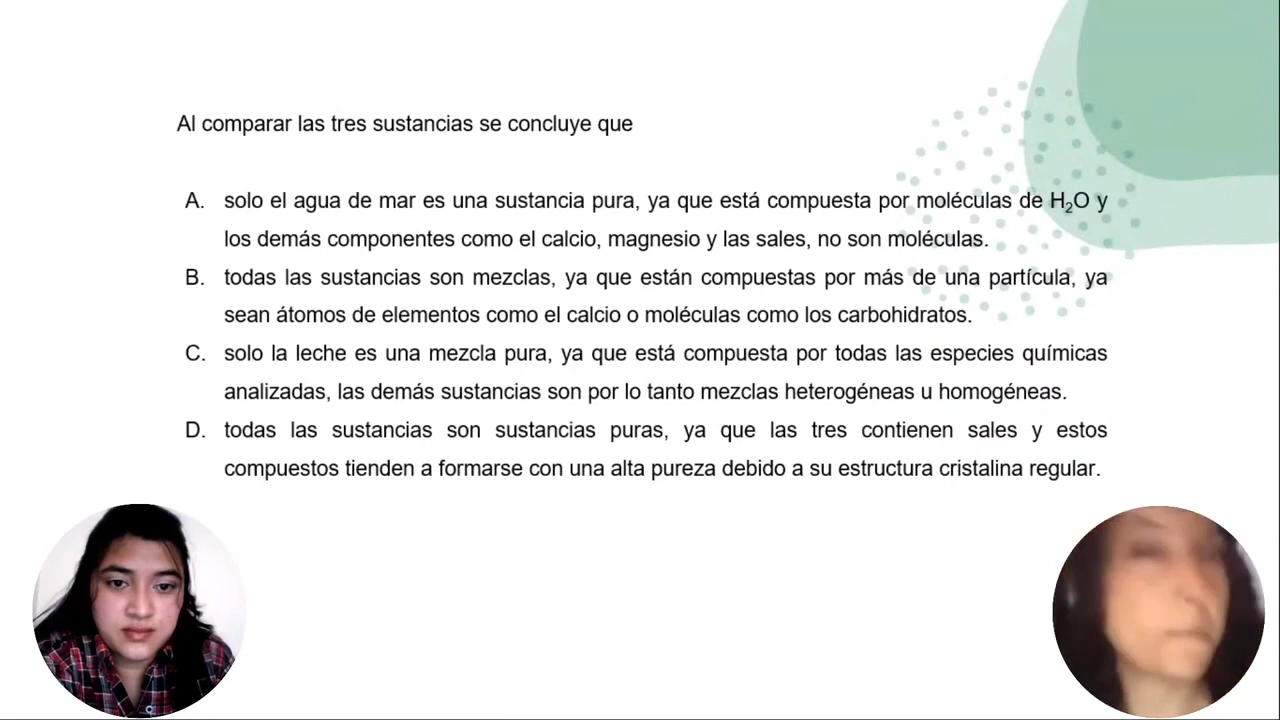 Al comparar las tres sustancias se concluye que
A. solo el agua de mar es una sustancia pura, ya que está compuesta por moléculas de H₂O y
los demás componentes como el calcio, magnesio y las sales, no son moléculas.
B. todas las sustancias son mezclas, ya que están compuestas por más de una partícula, ya
sean átomos de elementos como el calcio o moléculas como los carbohidratos.
C. solo la leche es una mezcla pura, ya que está compuesta por todas las especies químicas
analizadas, las demás sustancias son por lo tanto mezclas heterogéneas u homogéneas.
D. todas las sustancias son sustancias puras, ya que las tres contienen sales y estos
compuestos tienden a formarse con una alta pureza debido a su estructura cristalina regular.